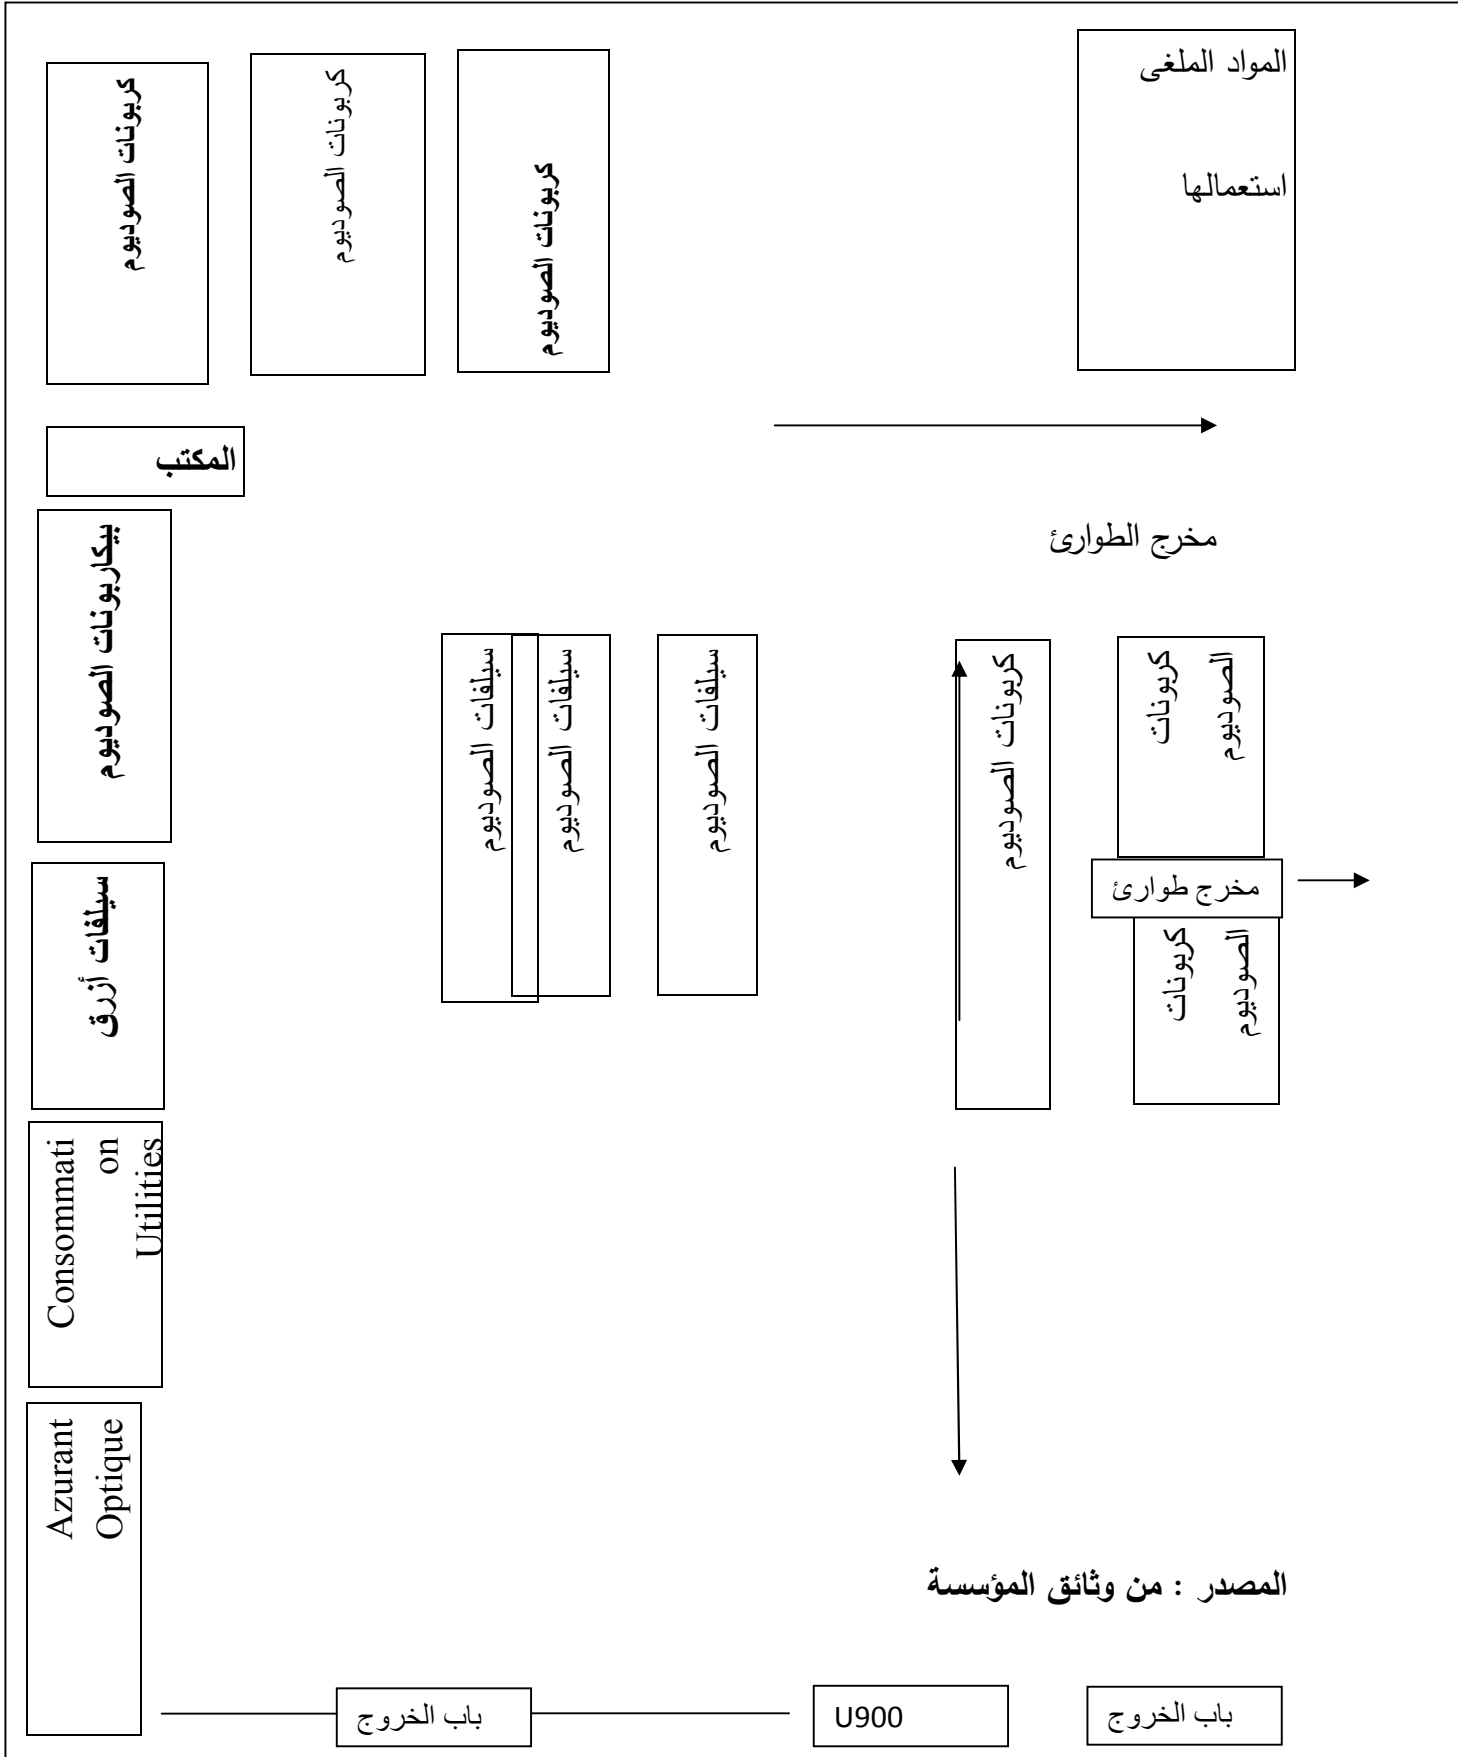 المواد الملغى
استعمالها
كربونات الصوديوم
كربونات الصوديوم
كربونات الصوديوم
المكتب
مخرج الطوارئ
بيكاربونات الصوديوم
سيلفات الصوديوم
سيلفات الصوديوم
سيلفات الصوديوم
كربونات الصوديوم
كربونات
الصوديوم
مخرج طوارئ
كربونات
الصوديوم
سيلفات أزرق
Consommati
on
Utilities
Azurant
Optique
المصدر : من وثائق المؤسسة
باب الخروج
U900
باب الخروج